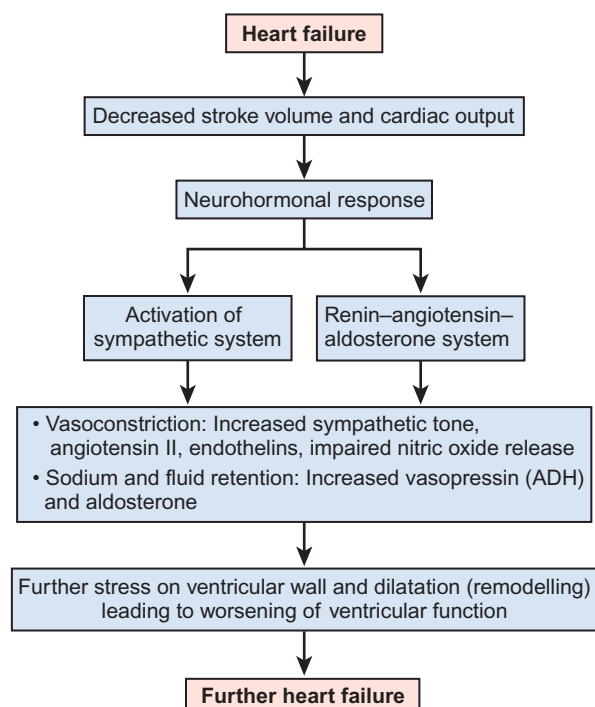 Heart failure
Decreased stroke volume and cardiac output
Neurohormonal response
Activation of
sympathetic system
Renin–angiotensin–
aldosterone system
• Vasoconstriction: Increased sympathetic tone,
angiotensin II, endothelins, impaired nitric oxide release
• Sodium and fluid retention: Increased vasopressin (ADH)
and aldosterone
Further stress on ventricular wall and dilatation (remodelling)
leading to worsening of ventricular function
Further heart failure